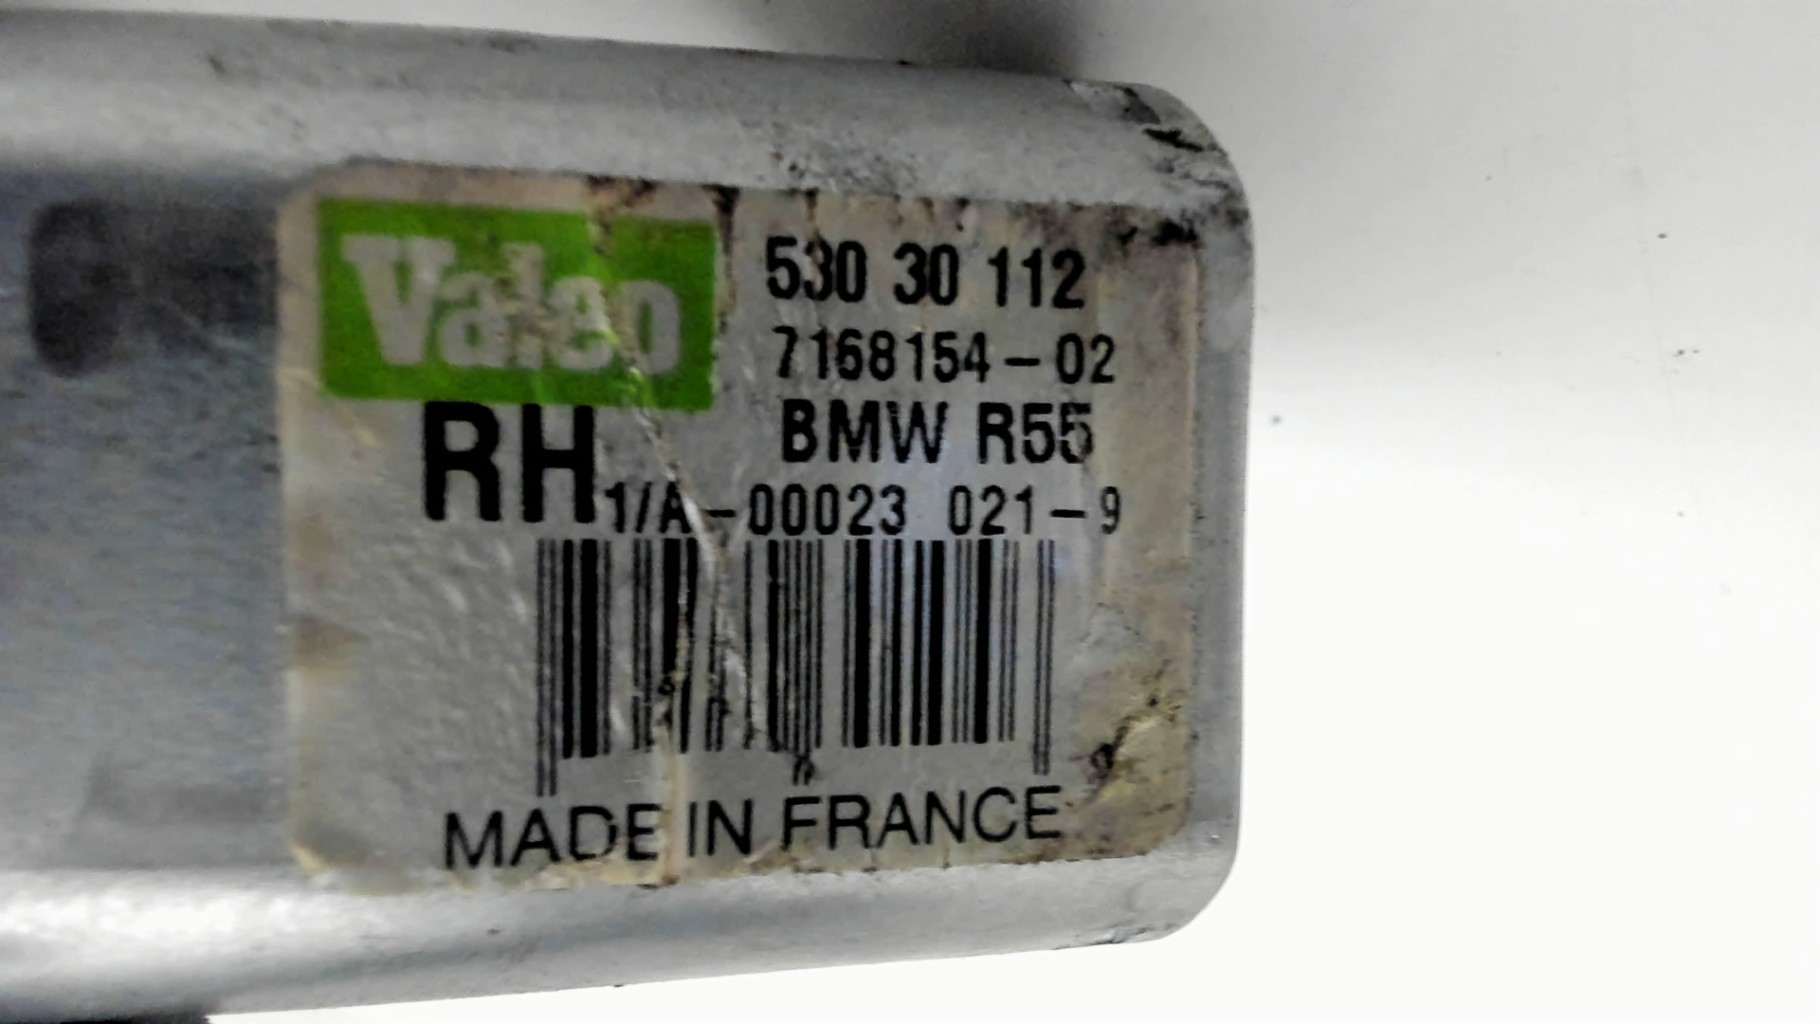 Valeo
530 30 112
7168154-02
RH
BMW R55
1/A-00023 021-9
MADE IN FRANCE